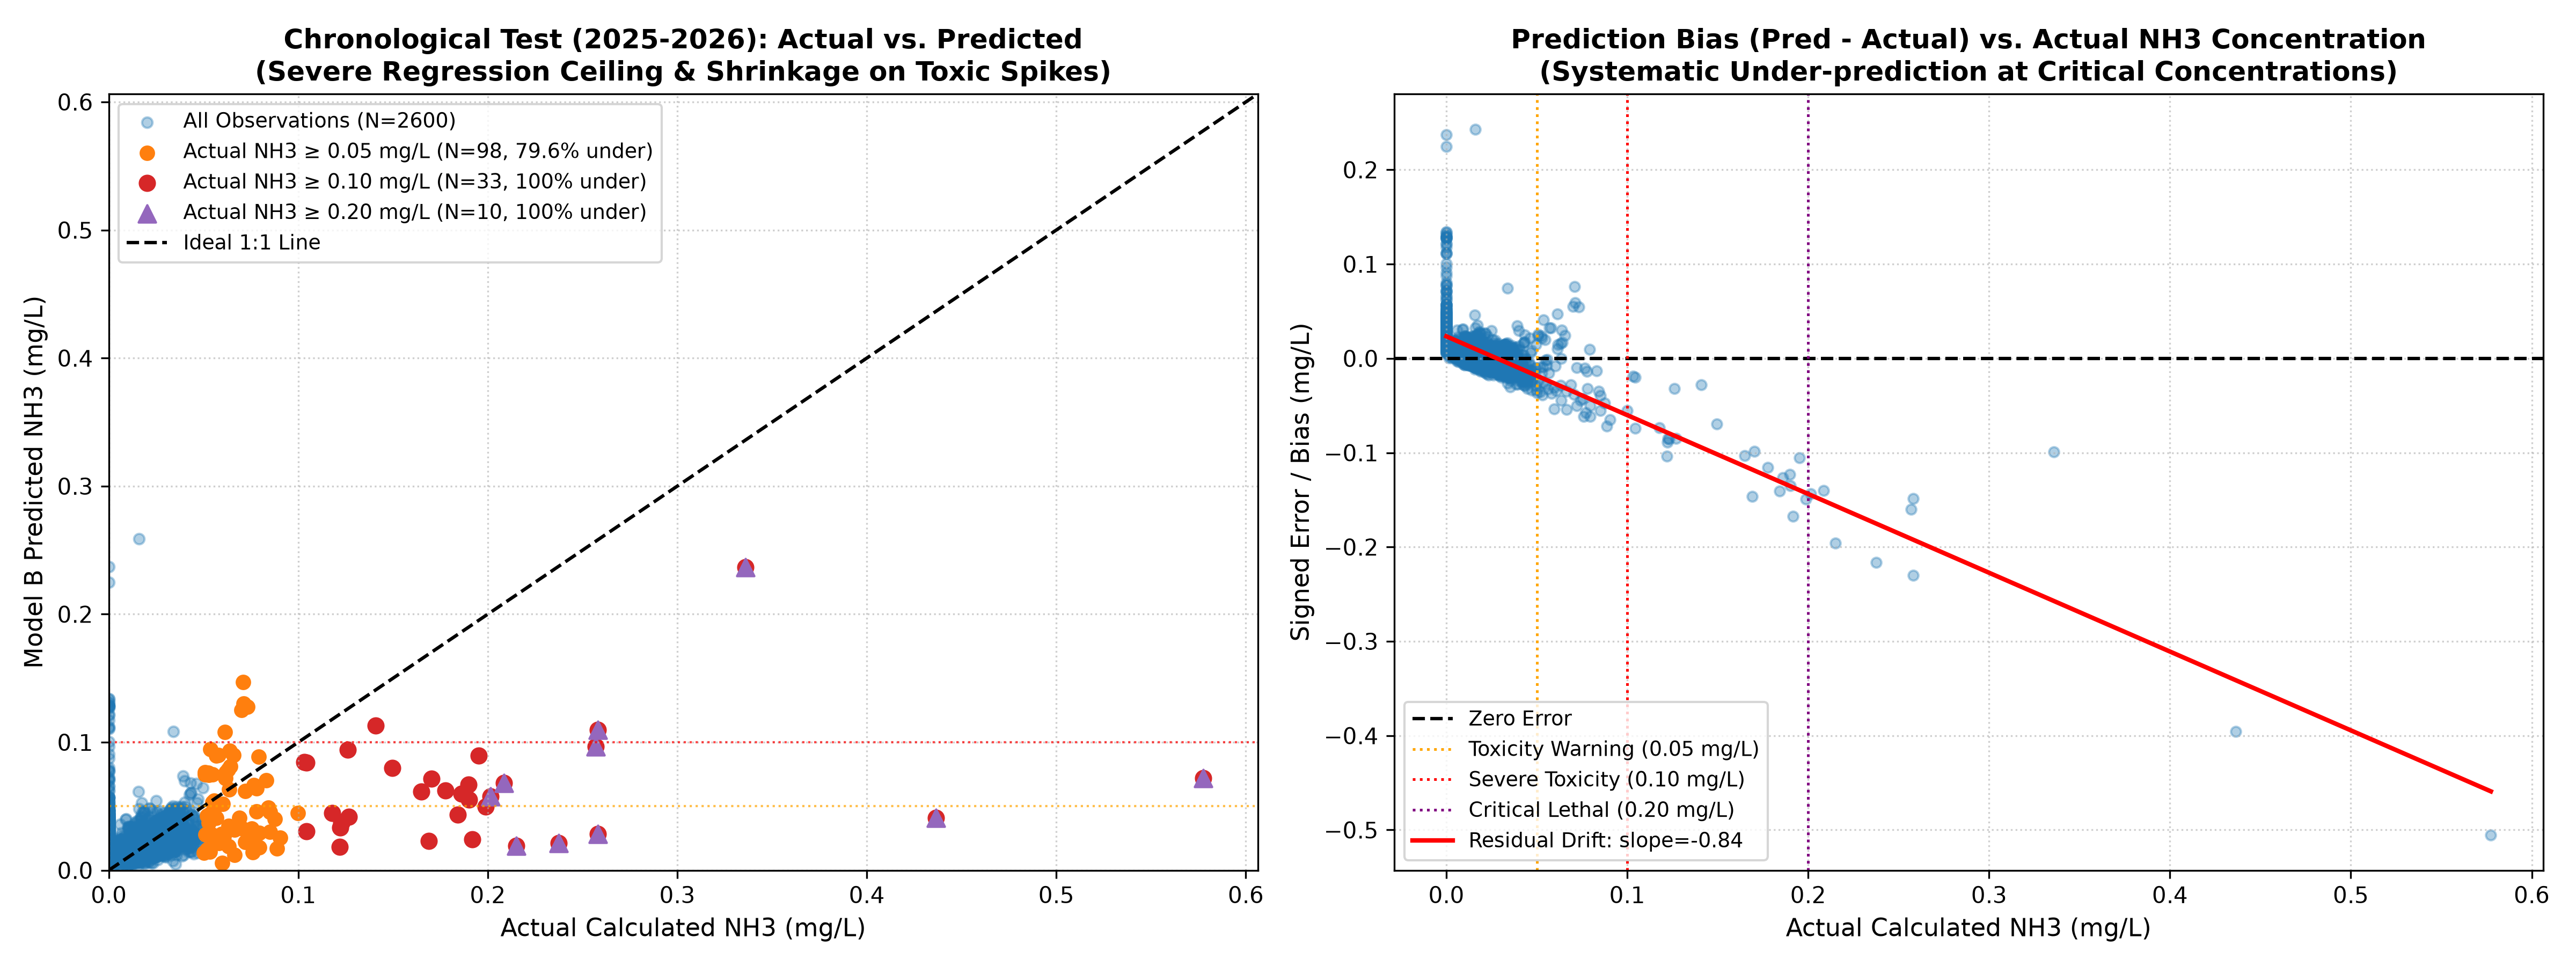 Chronological Test (2025-2026): Actual vs. Predicted
(Severe Regression Ceiling & Shrinkage on Toxic Spikes)
0.6
0.5
0.4
0.3
0.2
0.1
0.0
Model B Predicted NH3 (mg/L)
All Observations (N=2600)
Actual NH3 ≥ 0.05 mg/L (N=98, 79.6% under)
Actual NH3 ≥ 0.10 mg/L (N=33, 100% under)
Actual NH3 ≥ 0.20 mg/L (N=10, 100% under)
Ideal 1:1 Line
0.0 0.1 0.2 0.3 0.4 0.5 0.6
Actual Calculated NH3 (mg/L)
Prediction Bias (Pred - Actual) vs. Actual NH3 Concentration
(Systematic Under-prediction at Critical Concentrations)
0.2
0.1
0.0
−0.1
−0.2
−0.3
−0.4
−0.5
Signed Error / Bias (mg/L)
Zero Error
Toxicity Warning (0.05 mg/L)
Severe Toxicity (0.10 mg/L)
Critical Lethal (0.20 mg/L)
Residual Drift: slope=-0.84
0.0 0.1 0.2 0.3 0.4 0.5 0.6
Actual Calculated NH3 (mg/L)